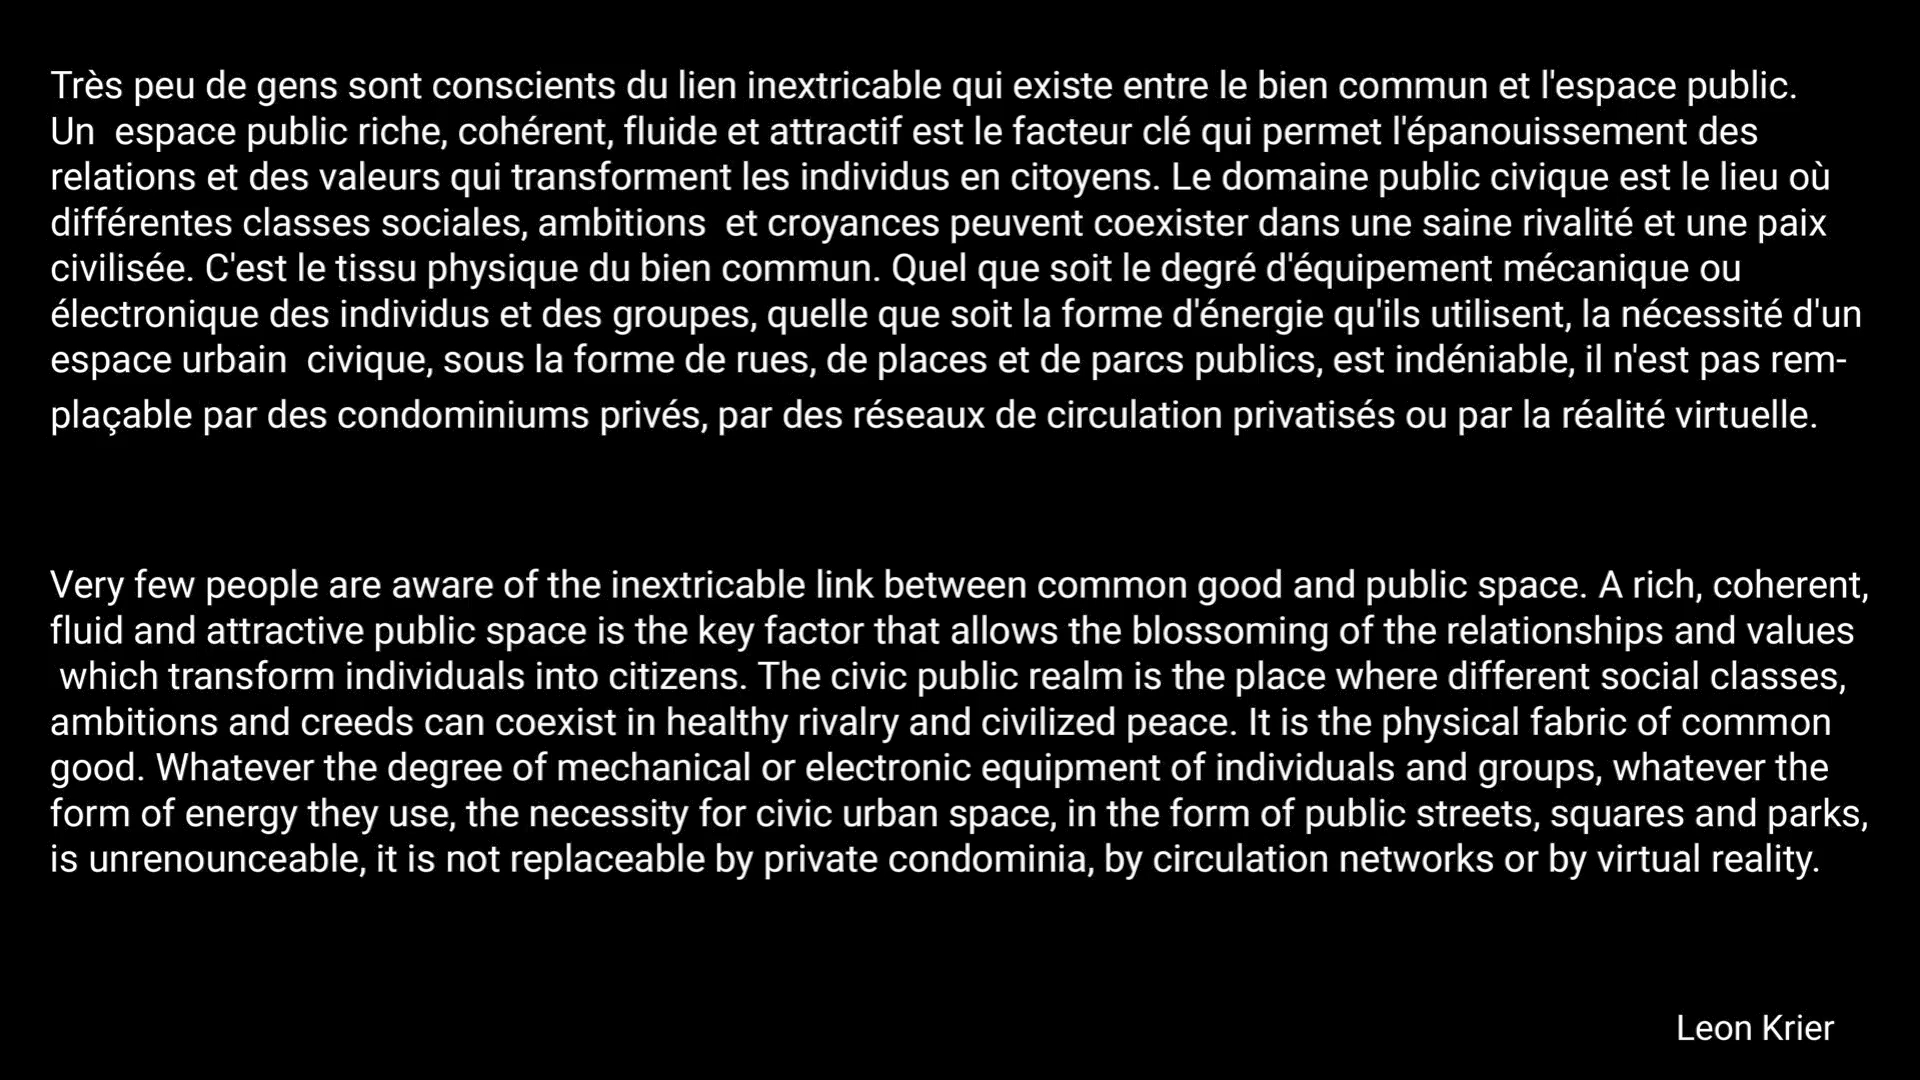 Très peu de gens sont conscients du lien inextricable qui existe entre le bien commun et l'espace public.
Un  espace public riche, cohérent, fluide et attractif est le facteur clé qui permet l'épanouissement des
relations et des valeurs qui transforment les individus en citoyens. Le domaine public civique est le lieu où
différentes classes sociales, ambitions  et croyances peuvent coexister dans une saine rivalité et une paix
civilisée. C'est le tissu physique du bien commun. Quel que soit le degré d'équipement mécanique ou
électronique des individus et des groupes, quelle que soit la forme d'énergie qu'ils utilisent, la nécessité d'un
espace urbain  civique, sous la forme de rues, de places et de parcs publics, est indéniable, il n'est pas rem-
plaçable par des condominiums privés, par des réseaux de circulation privatisés ou par la réalité virtuelle.
Very few people are aware of the inextricable link between common good and public space. A rich, coherent,
fluid and attractive public space is the key factor that allows the blossoming of the relationships and values
which transform individuals into citizens. The civic public realm is the place where different social classes,
ambitions and creeds can coexist in healthy rivalry and civilized peace. It is the physical fabric of common
good. Whatever the degree of mechanical or electronic equipment of individuals and groups, whatever the
form of energy they use, the necessity for civic urban space, in the form of public streets, squares and parks,
is unrenounceable, it is not replaceable by private condominia, by circulation networks or by virtual reality.
Leon Krier